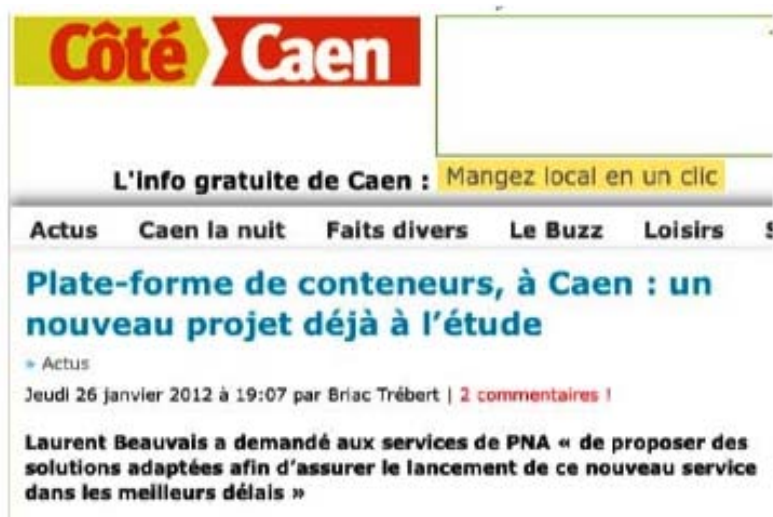 Côté Caen
L'info gratuite de Caen : Mangez local en un clic
Actus Caen la nuit Faits divers Le Buzz Loisirs
Plate-forme de conteneurs, à Caen : un
nouveau projet déjà à l'étude
» Actus
Jeudi 26 janvier 2012 à 19:07 par Briac Trébert | 2 commentaires !
Laurent Beauvais a demandé aux services de PNA « de proposer des
solutions adaptées afin d'assurer le lancement de ce nouveau service
dans les meilleurs délais »